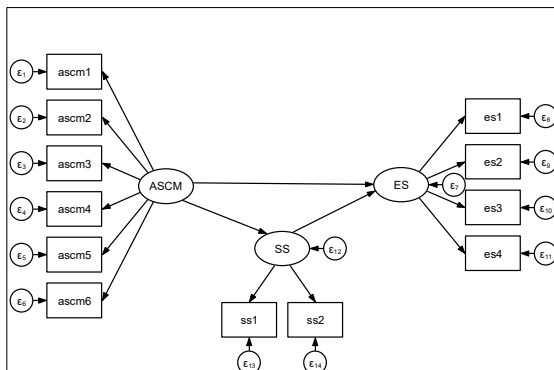 ε1 ascm1
ε2 ascm2
ε3 ascm3
ε4 ascm4
ε5 ascm5
ε6 ascm6
ASCM
SS
ε12
ES
ε7
es1 ε8
es2 ε9
es3 ε10
es4 ε11
ss1 ss2
ε13 ε14